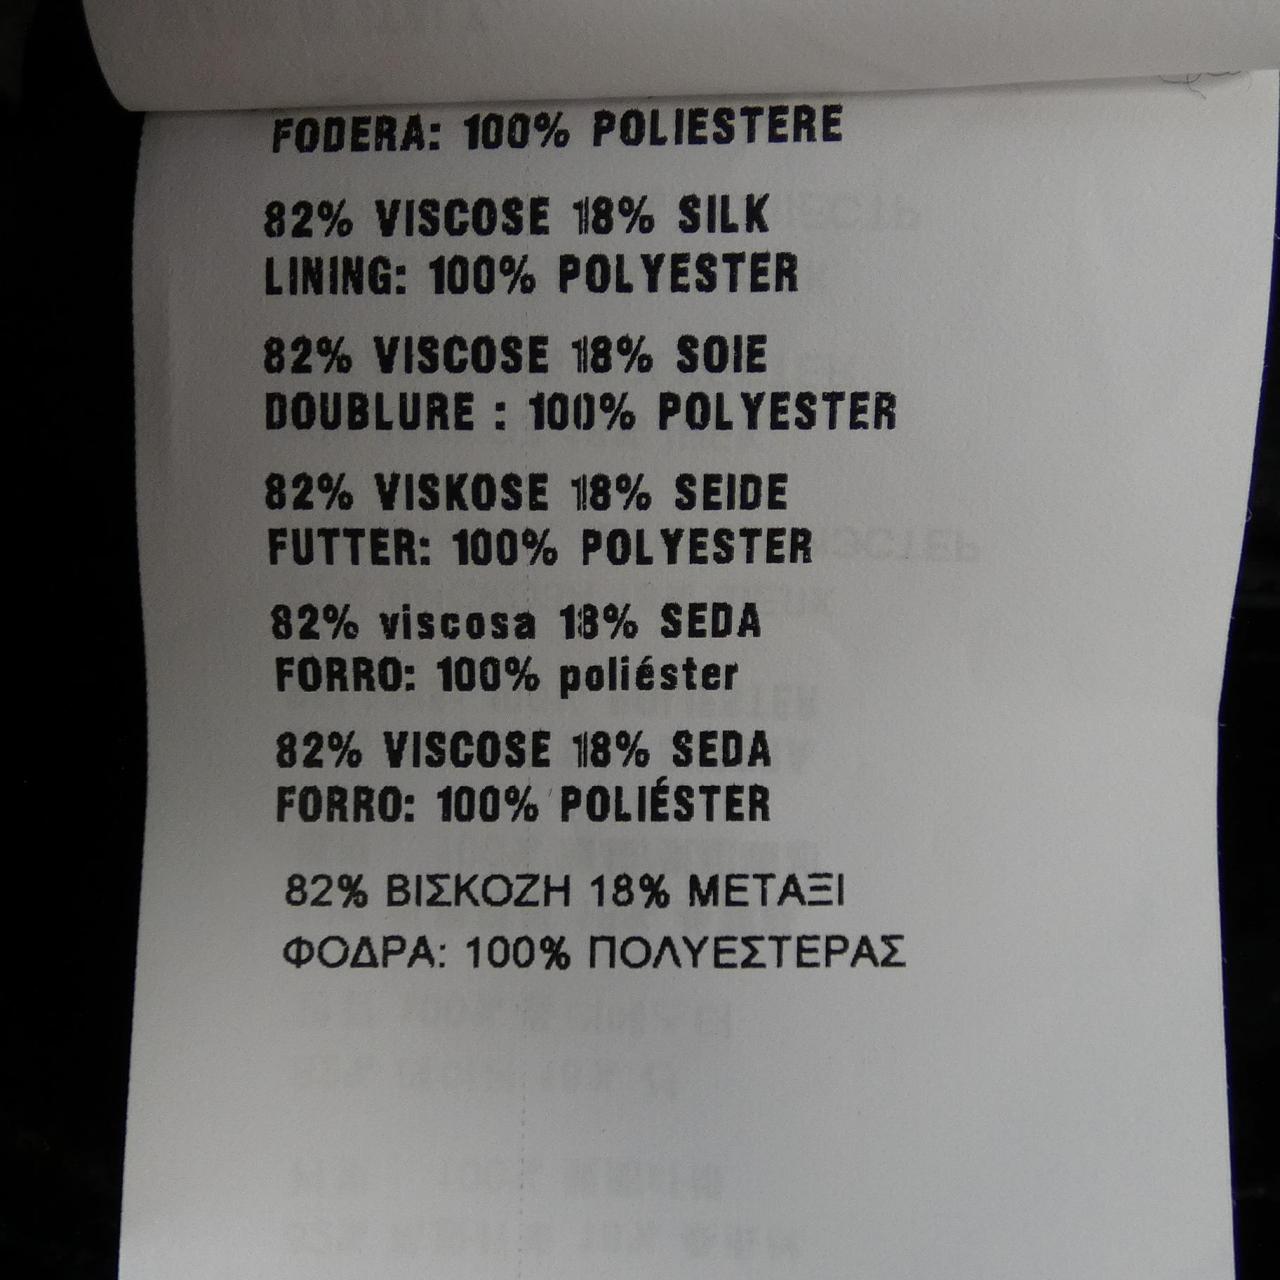 FODERA: 100% POLIESTERE
82% VISCOSE 18% SILK
LINING: 100% POLYESTER
82% VISCOSE 18% SOIE
DOUBLURE : 100% POLYESTER
82% VISKOSE 18% SEIDE
FUTTER: 100% POLYESTER
82% viscosa 18% SEDA
FORRO: 100% poliéster
82% VISCOSE 18% SEDA
FORRO: 100% POLIÉSTER
82% ΒΙΣΚΟΖΗ 18% ΜΕΤΑΞΙ
ΦΟΔΡΑ: 100% ΠΟΛΥΕΣΤΕΡΑΣ